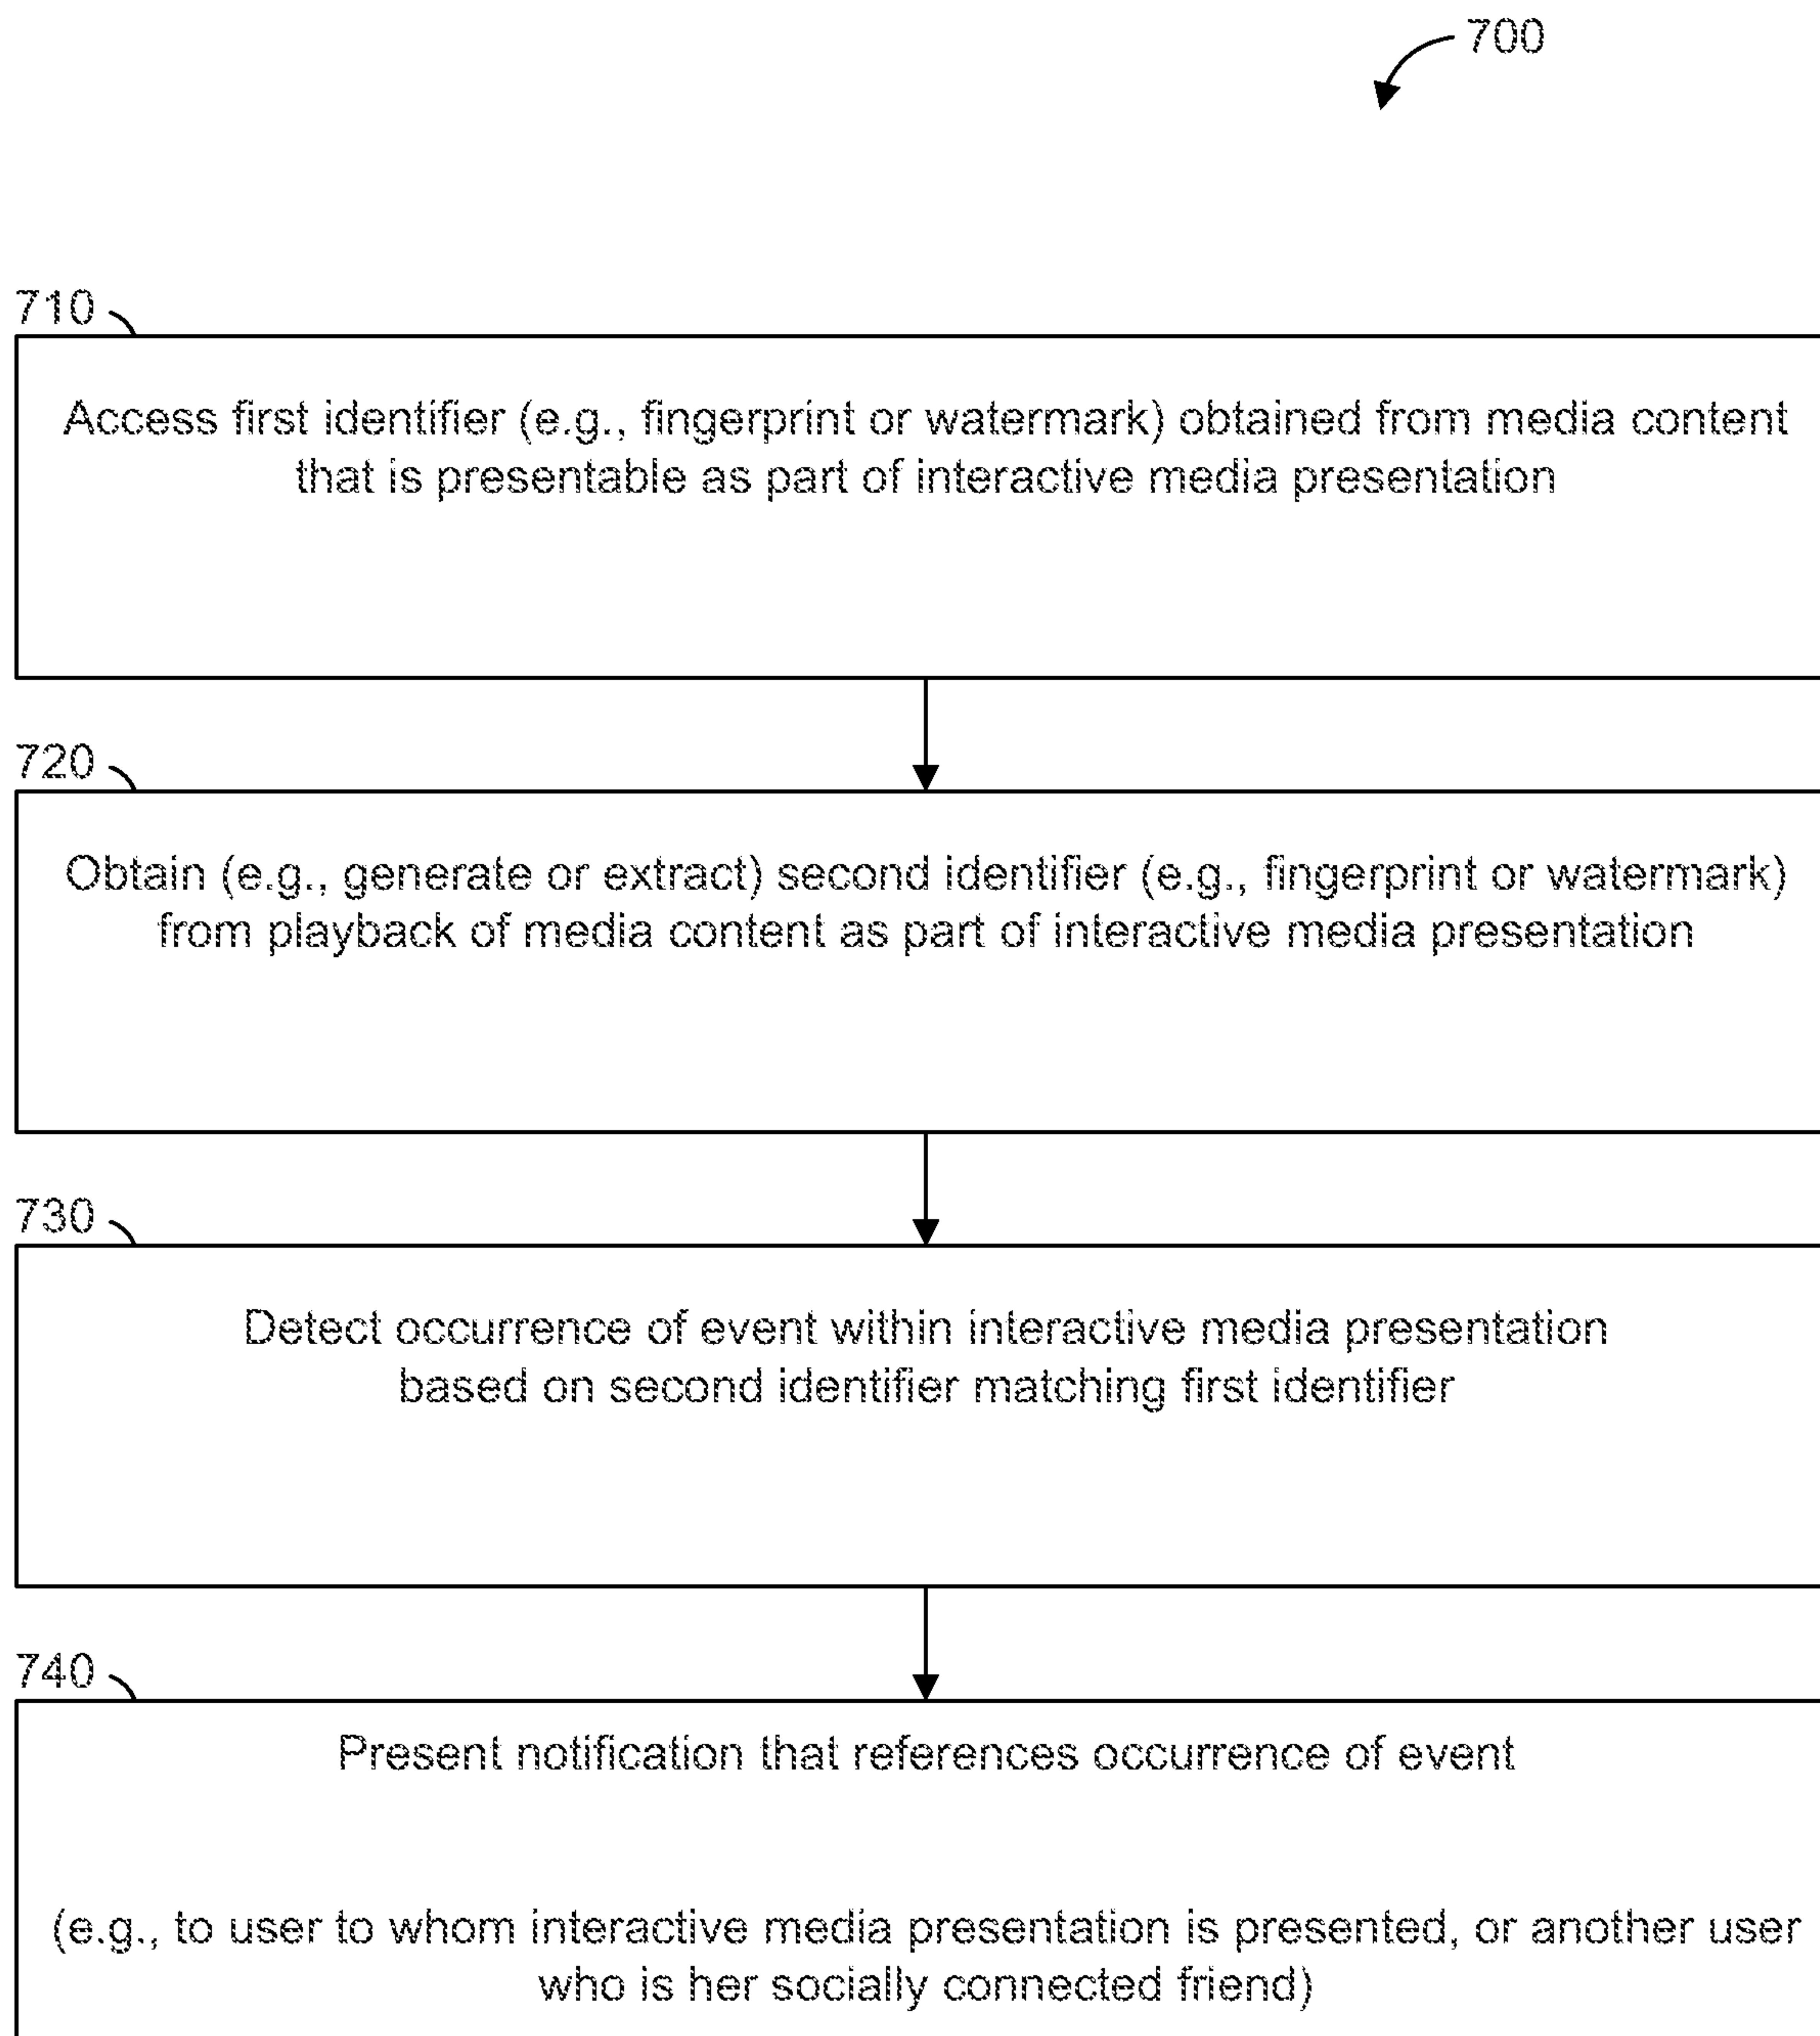 700
710
Access first identifier (e.g., fingerprint or watermark) obtained from media content
that is presentable as part of interactive media presentation
720
Obtain (e.g., generate or extract) second identifier (e.g., fingerprint or watermark)
from playback of media content as part of interactive media presentation
730
Detect occurrence of event within interactive media presentation
based on second identifier matching first identifier
740
Present notification that references occurrence of event
(e.g., to user to whom interactive media presentation is presented, or another user
who is her socially connected friend)